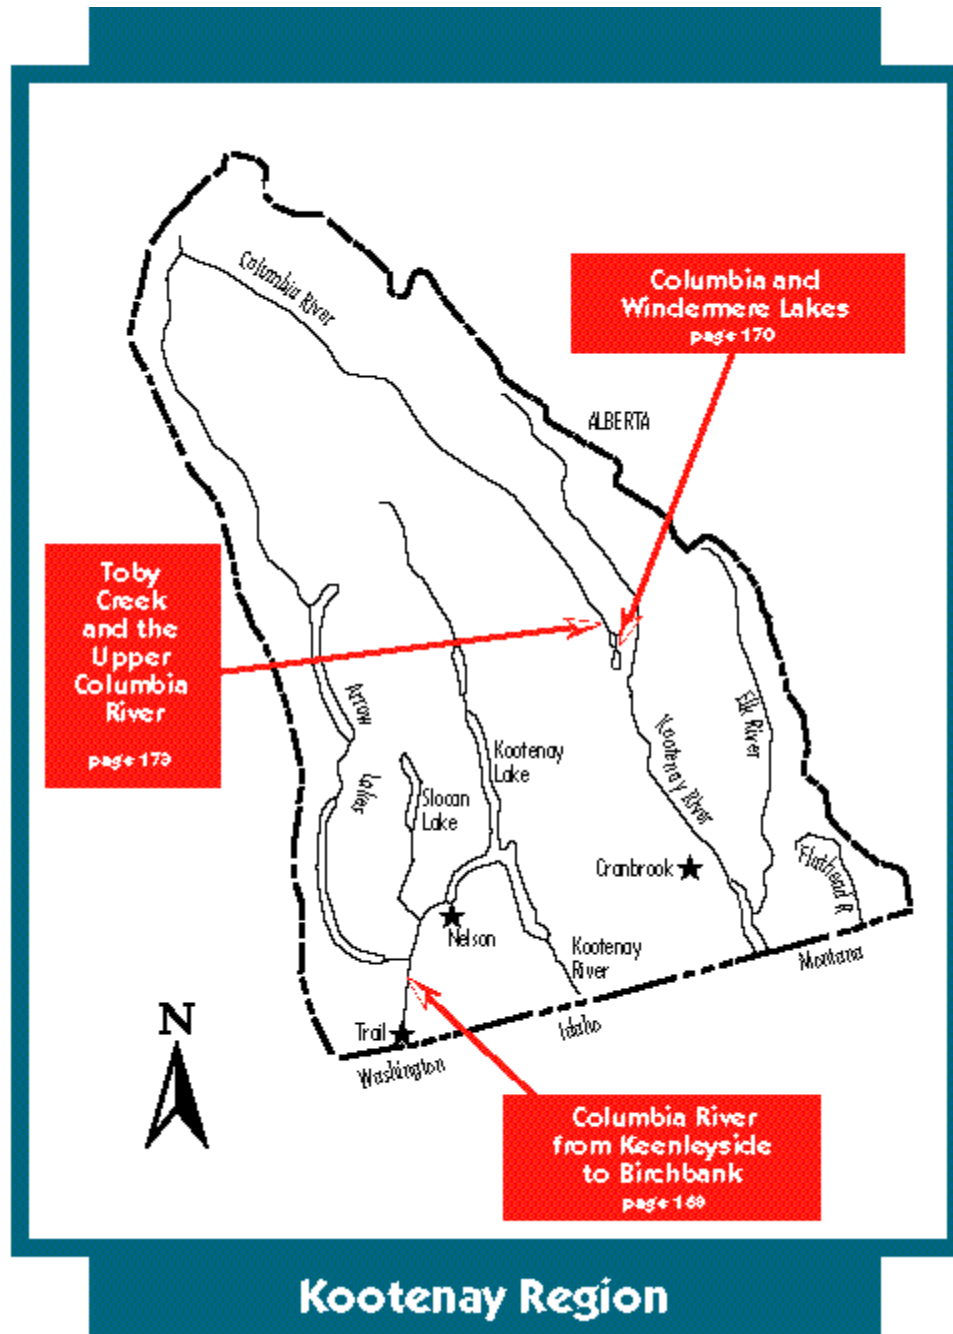 Columbia River
Columbia and
Windermere Lakes
page 170
ALBERTA
Toby
Creek
and the
Upper
Columbia
River
page 173
Arrow
Lakes
Slocan
Lake
Kootenay
Lake
Kootenay River
Elk River
Flathead R.
Cranbrook
Nelson
Kootenay
River
Trail
Washington
Idaho
Montana
N
Columbia River
from Keenleyside
to Birchbank
page
Kootenay Region